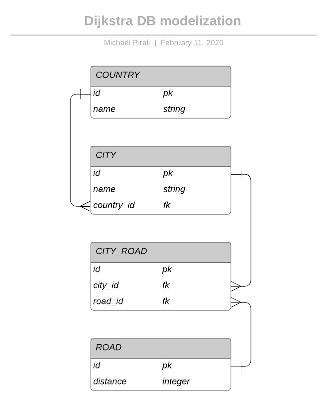 Dijkstra DB modelization
Michaël Pirali | February 11, 2020
COUNTRY
id pk
name string
CITY
id pk
name string
country_id fk
CITY_ROAD
id pk
city_id fk
road_id fk
ROAD
id pk
distance integer